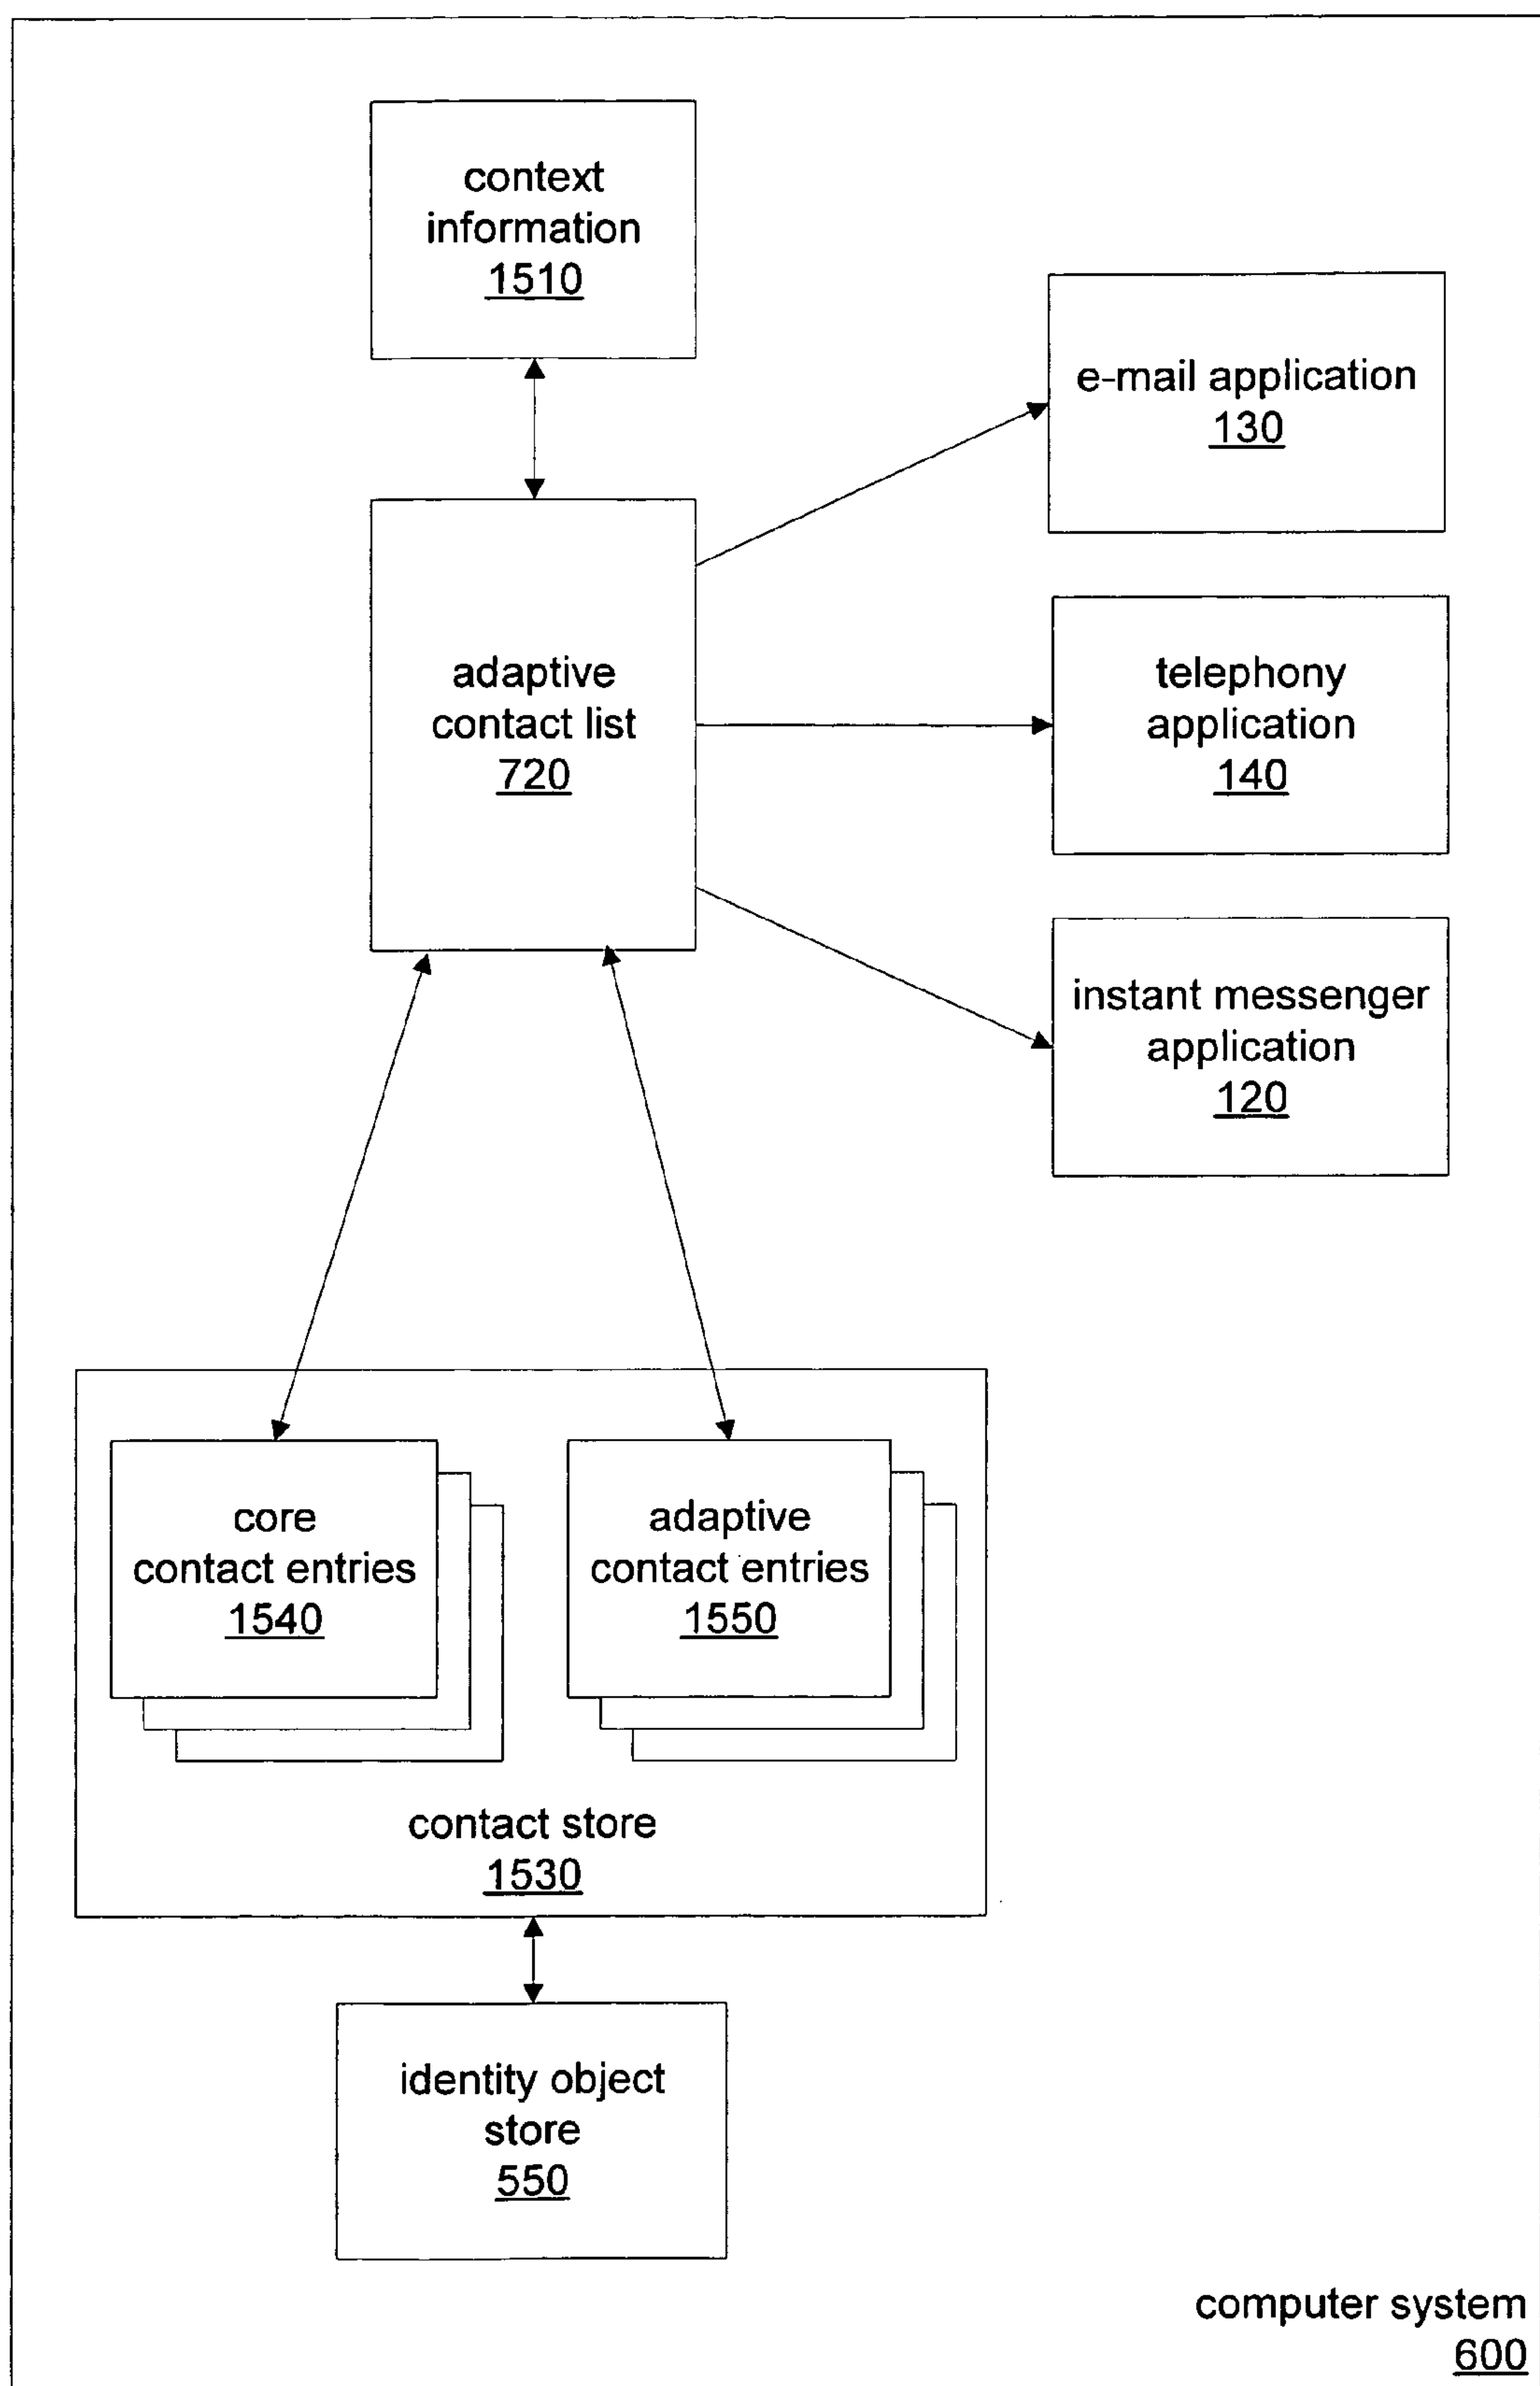 context
information
1510
e-mail application
130
adaptive
contact list
720
telephony
application
140
instant messenger
application
120
core
contact entries
1540
adaptive
contact entries
1550
contact store
1530
identity object
store
550
computer system
600